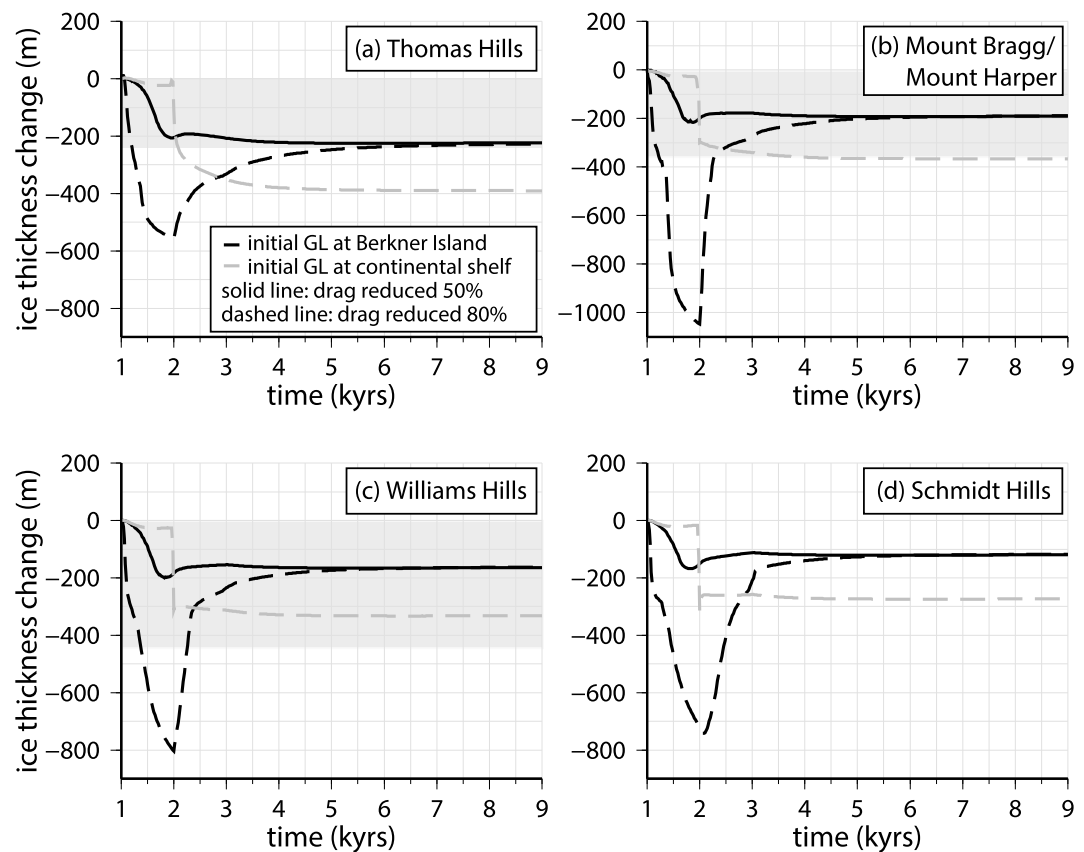 200
0
−200
−400
−600
−800
ice thickness change (m)
(a) Thomas Hills
initial GL at Berkner Island
initial GL at continental shelf
solid line: drag reduced 50%
dashed line: drag reduced 80%
1 2 3 4 5 6 7 8 9
time (kyrs)
200
0
−200
−400
−600
−800
−1000
(b) Mount Bragg/
Mount Harper
1 2 3 4 5 6 7 8 9
time (kyrs)
200
0
−200
−400
−600
−800
ice thickness change (m)
(c) Williams Hills
1 2 3 4 5 6 7 8 9
time (kyrs)
200
0
−200
−400
−600
−800
(d) Schmidt Hills
1 2 3 4 5 6 7 8 9
time (kyrs)